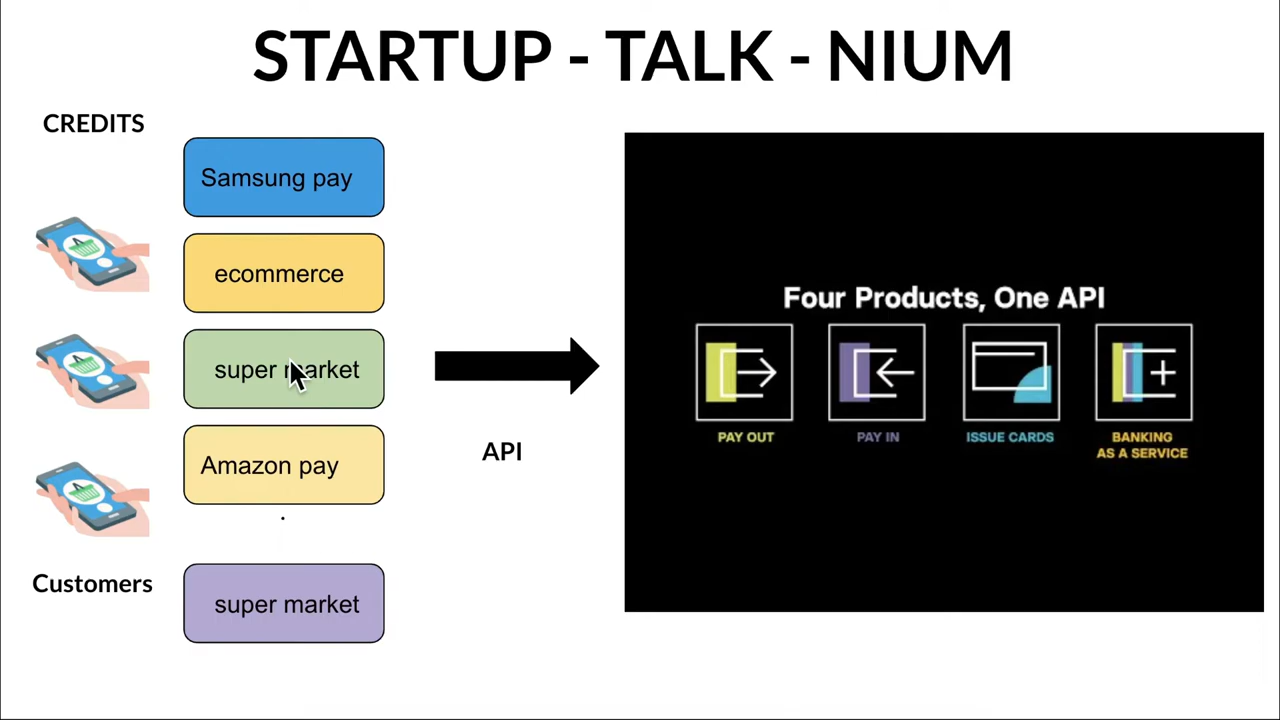 STARTUP - TALK - NIUM
CREDITS
Samsung pay
ecommerce
super market
Amazon pay
.
super market
Customers
API
Four Products, One API
PAY OUT
PAY IN
ISSUE CARDS
BANKING
AS A SERVICE